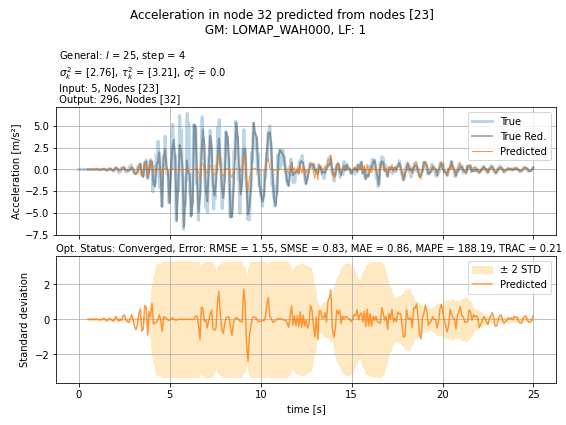 Acceleration in node 32 predicted from nodes [23]
GM: LOMAP_WAH000, LF: 1
General: l = 25, step = 4
σ_k² = [2.76], τ_k² = [3.21], σ_ε² = 0.0
Input: 5, Nodes [23]
Output: 296, Nodes [32]
Acceleration [m/s²]
5.0
2.5
0.0
−2.5
−5.0
−7.5
True
True Red.
Predicted
Opt. Status: Converged, Error: RMSE = 1.55, SMSE = 0.83, MAE = 0.86, MAPE = 188.19, TRAC = 0.21
Standard deviation
2
0
−2
± 2 STD
Predicted
0 5 10 15 20 25
time [s]